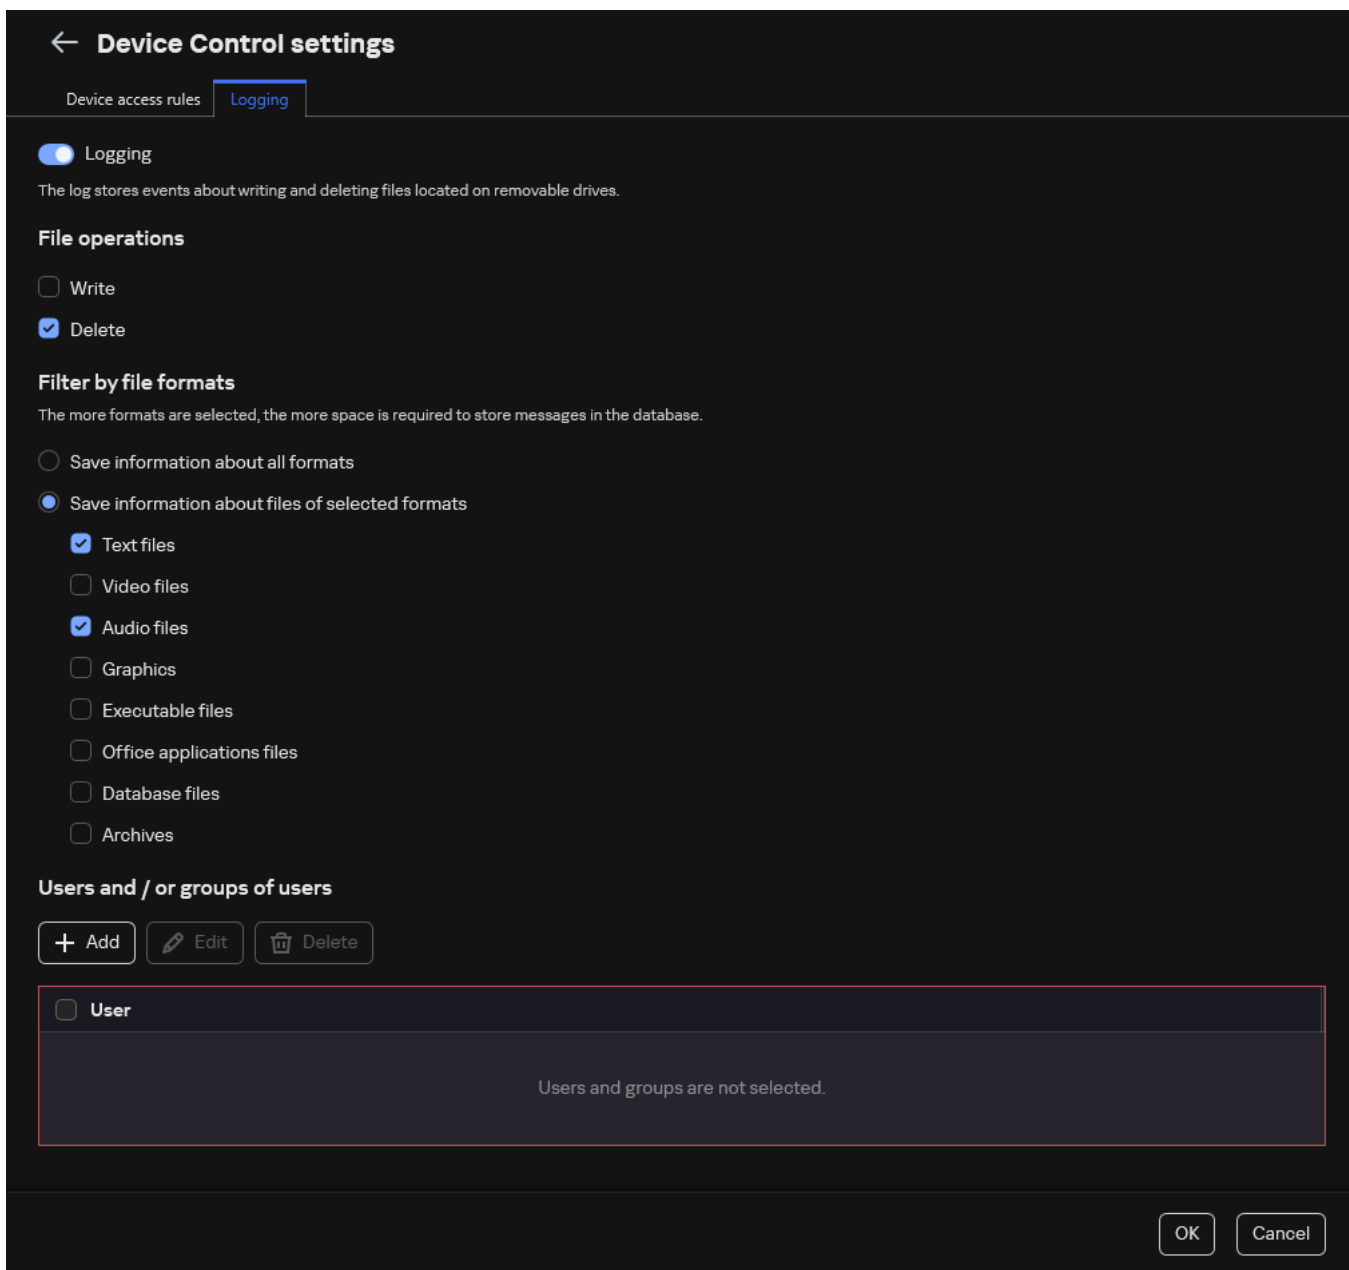 Device Control settings
Device access rules Logging
Logging
The log stores events about writing and deleting files located on removable drives.
File operations
Write
Delete
Filter by file formats
The more formats are selected, the more space is required to store messages in the database.
Save information about all formats
Save information about files of selected formats
Text files
Video files
Audio files
Graphics
Executable files
Office applications files
Database files
Archives
Users and / or groups of users
Add Edit Delete
User
Users and groups are not selected.
OK Cancel